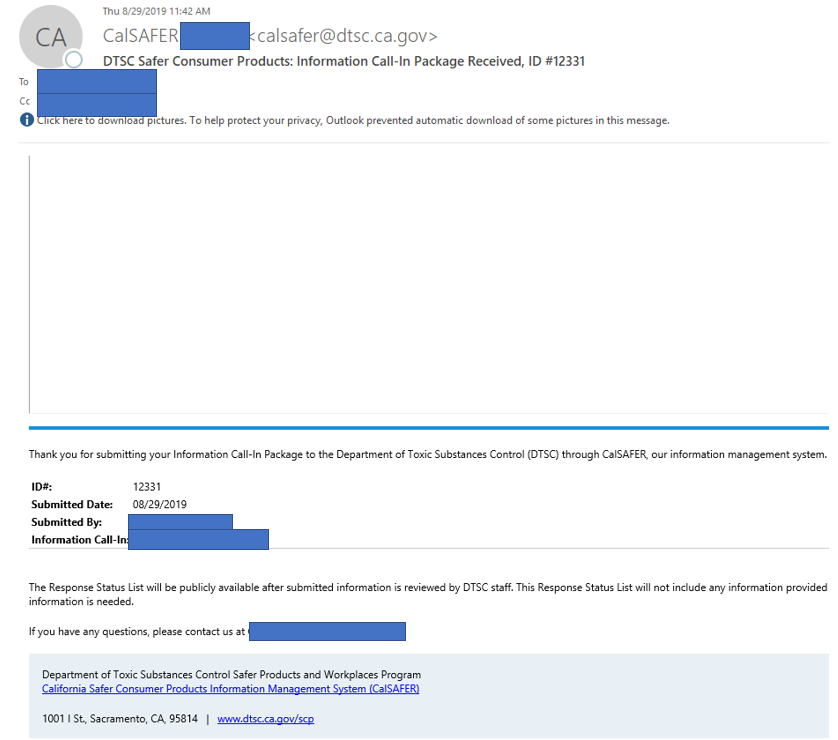 Thu 8/29/2019 11:42 AM
CA
CalSAFER <calsafer@dtsc.ca.gov>
DTSC Safer Consumer Products: Information Call-In Package Received, ID #12331
To
Cc
Click here to download pictures. To help protect your privacy, Outlook prevented automatic download of some pictures in this message.
Thank you for submitting your Information Call-In Package to the Department of Toxic Substances Control (DTSC) through CalSAFER, our information management system.
ID#: 12331
Submitted Date: 08/29/2019
Submitted By:
Information Call-In:
The Response Status List will be publicly available after submitted information is reviewed by DTSC staff. This Response Status List will not include any information provided
information is needed.
If you have any questions, please contact us at
Department of Toxic Substances Control Safer Products and Workplaces Program
California Safer Consumer Products Information Management System (CalSAFER)
1001 I St., Sacramento, CA, 95814 | www.dtsc.ca.gov/scp